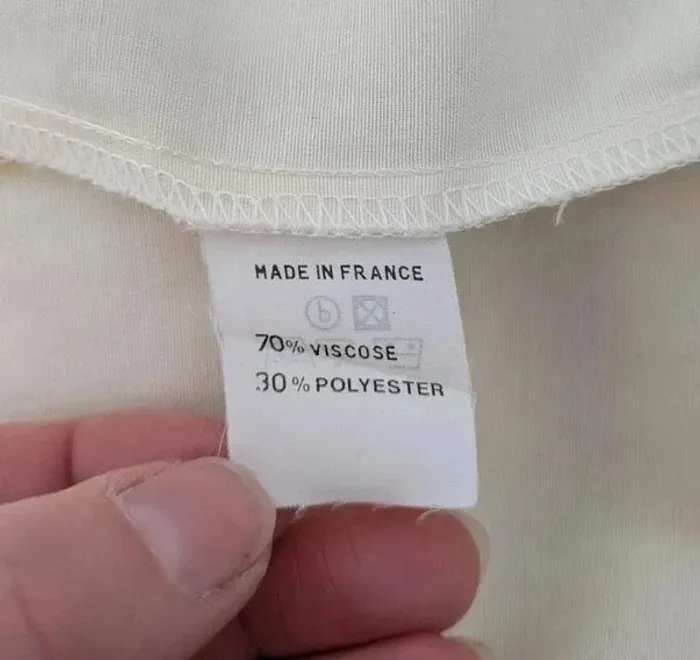 MADE IN FRANCE
70% VISCOSE
30% POLYESTER